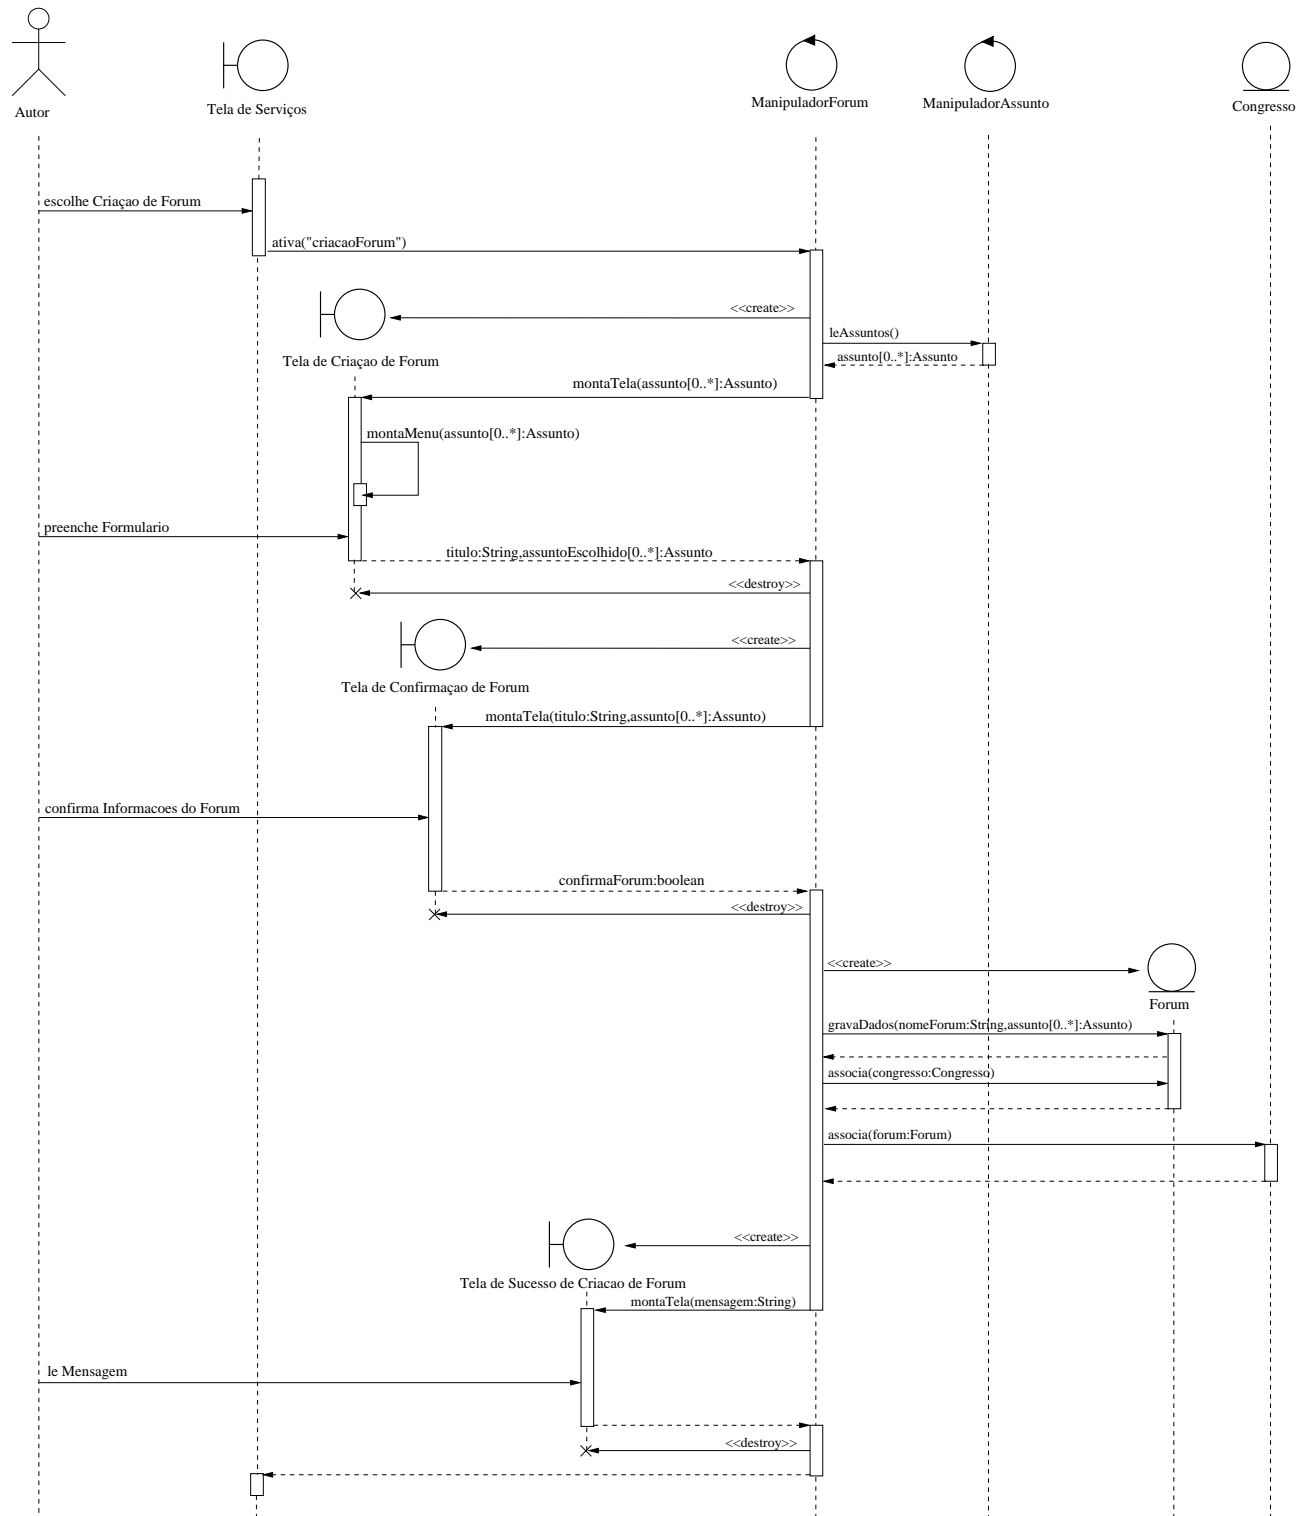 Autor
Tela de Serviços
ManipuladorForum
ManipuladorAssunto
Congresso
escolhe Criaçao de Forum
ativa("criacaoForum")
<<create>>
leAssuntos()
Tela de Criaçao de Forum
assunto[0..*]:Assunto
montaTela(assunto[0..*]:Assunto)
montaMenu(assunto[0..*]:Assunto)
preenche Formulario
titulo:String,assuntoEscolhido[0..*]:Assunto
<<destroy>>
<<create>>
Tela de Confirmaçao de Forum
montaTela(titulo:String,assunto[0..*]:Assunto)
confirma Informacoes do Forum
confirmaForum:boolean
<<destroy>>
<<create>>
Forum
gravaDados(nomeForum:String,assunto[0..*]:Assunto)
associa(congresso:Congresso)
associa(forum:Forum)
<<create>>
Tela de Sucesso de Criacao de Forum
montaTela(mensagem:String)
le Mensagem
<<destroy>>